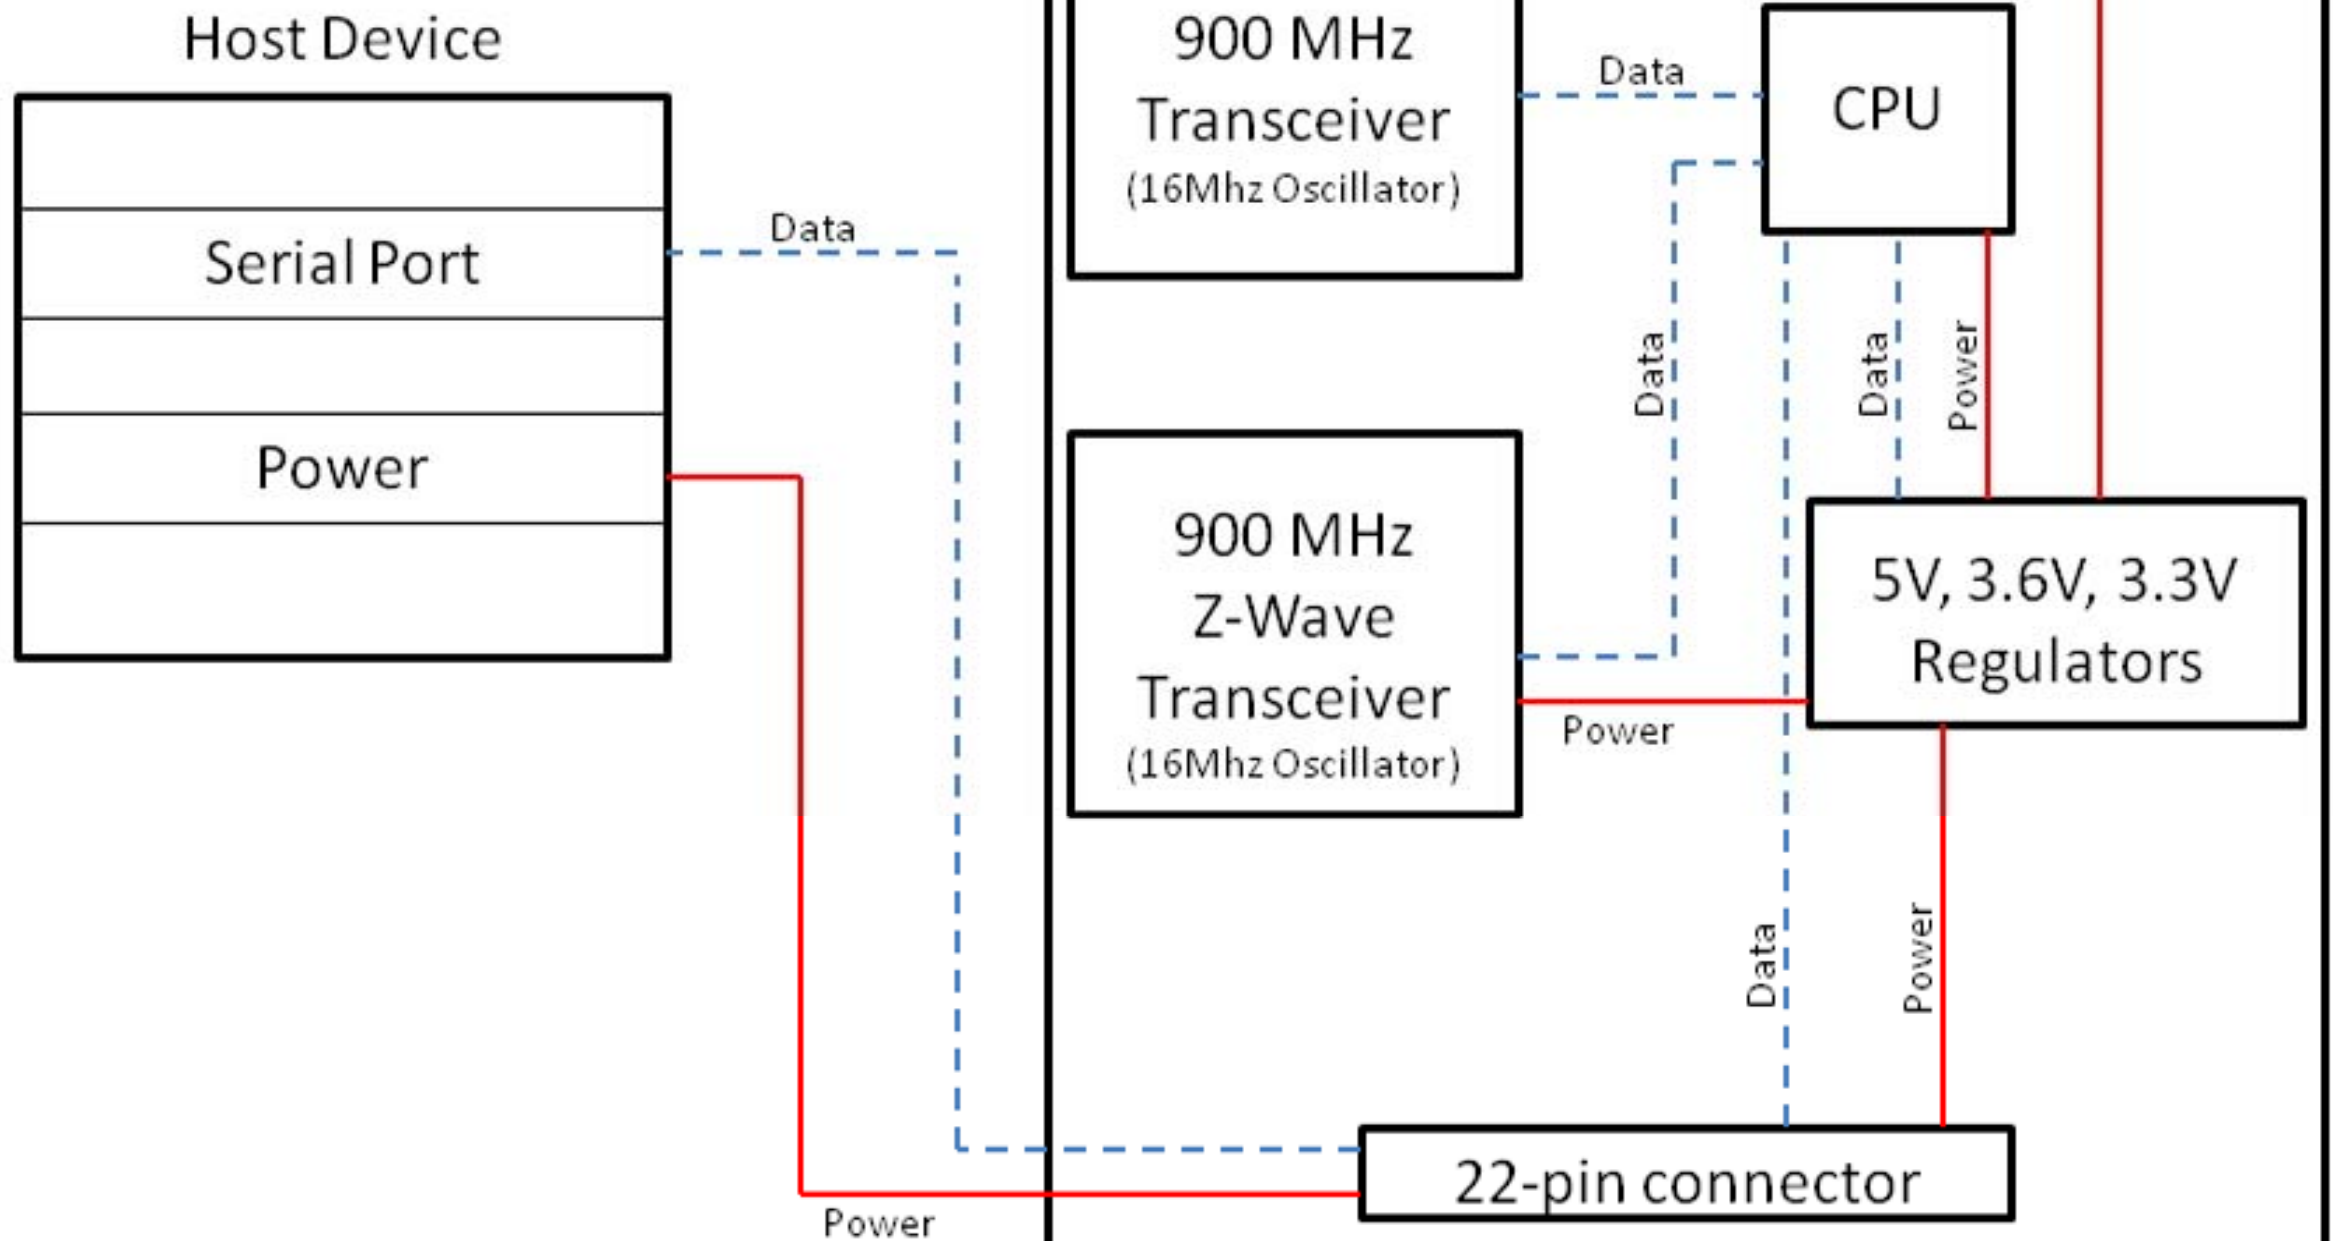 Host Device
Serial Port
Power
Data
Power
900 MHz
Transceiver
(16Mhz Oscillator)
Data
CPU
Data
Data
Power
900 MHz
Z-Wave
Transceiver
(16Mhz Oscillator)
Power
5V, 3.6V, 3.3V
Regulators
Data
Power
22-pin connector